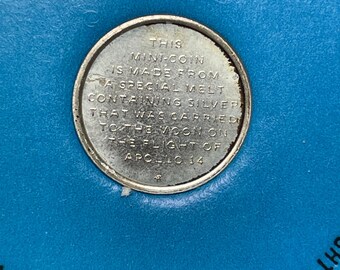 THIS
MINI-COIN
IS MADE FROM
A SPECIAL MELT
CONTAINING SILVER
THAT WAS CARRIED
TO THE MOON ON
THE FLIGHT OF
APOLLO 14